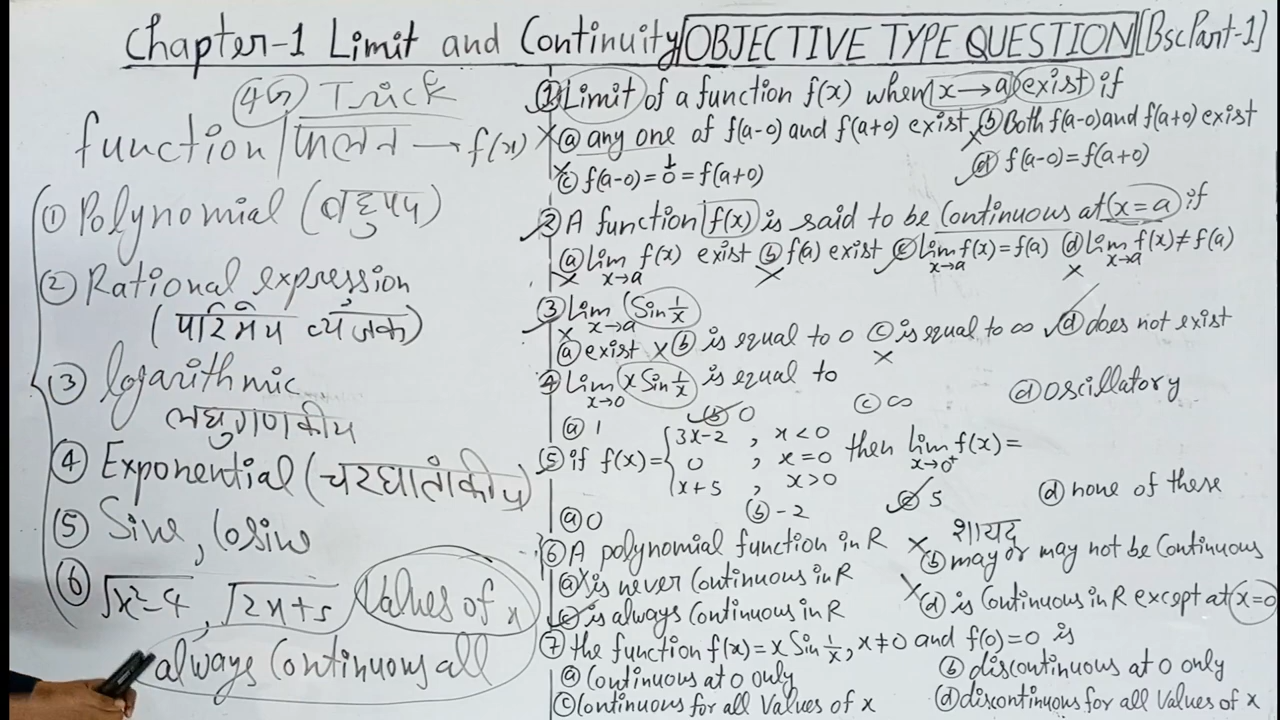 Chapter-1 Limit and Continuity OBJECTIVE TYPE QUESTION [Bsc Part-1]
Trick
function / फलन → f(x)
① Polynomial (बहुपद)
② Rational expression
(परिमेय व्यंजक)
③ logarithmic
लघुगणकीय
④ Exponential (चरघातांकीय)
⑤ Sine, Cosine
⑥ √x²-4, √2x+5 Values of x
always Continuous all
① Limit of a function f(x) when x→a exist if
ⓐ any one of f(a-0) and f(a+0) exist ⓑ Both f(a-0) and f(a+0) exist
ⓒ f(a-0) = = f(a+0) ⓓ f(a-0) = f(a+0)
② A function f(x) is said to be Continuous at x=a if
ⓐ Lim x→a f(x) exist ⓑ f(a) exist ⓒ Lim x→a f(x) = f(a) ⓓ Lim x→a f(x) ≠ f(a)
③ Lim x→a Sin 1/x
ⓐ exist ⓑ is equal to 0 ⓒ is equal to ∞ ⓓ does not exist
④ Lim x→0 x Sin 1/x is equal to
ⓐ 1 ⓑ 0 ⓒ ∞ ⓓ oscillatory
⑤ if f(x) = { 3x-2, x<0
0, x=0 then lim x→0⁺ f(x) =
x+5, x>0
ⓐ 0 ⓑ -2 ⓒ 5 ⓓ none of these
⑥ A polynomial function in R
शायद
ⓐ is never Continuous in R ⓑ may or may not be Continuous
ⓒ is always Continuous in R ⓓ is Continuous in R except at x=0
⑦ the function f(x) = x Sin 1/x, x≠0 and f(0)=0 is
ⓐ Continuous at 0 only ⓑ discontinuous at 0 only
ⓒ Continuous for all Values of x ⓓ discontinuous for all Values of x